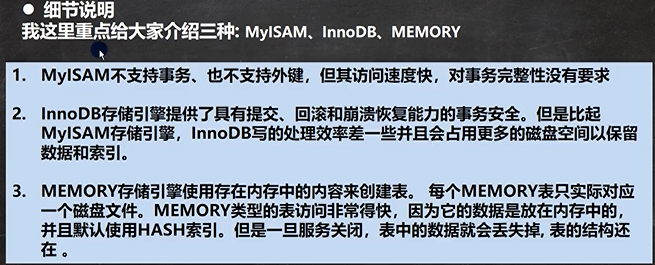 ● 细节说明
我这里重点给大家介绍三种: MyISAM、InnoDB、MEMORY
1. MyISAM不支持事务、也不支持外键，但其访问速度快，对事务完整性没有要求
2. InnoDB存储引擎提供了具有提交、回滚和崩溃恢复能力的事务安全。但是比起
MyISAM存储引擎，InnoDB写的处理效率差一些并且会占用更多的磁盘空间以保留
数据和索引。
3. MEMORY存储引擎使用存在内存中的内容来创建表。 每个MEMORY表只实际对应
一个磁盘文件。MEMORY类型的表访问非常得快，因为它的数据是放在内存中的，
并且默认使用HASH索引。但是一旦服务关闭，表中的数据就会丢失掉, 表的结构还
在 。